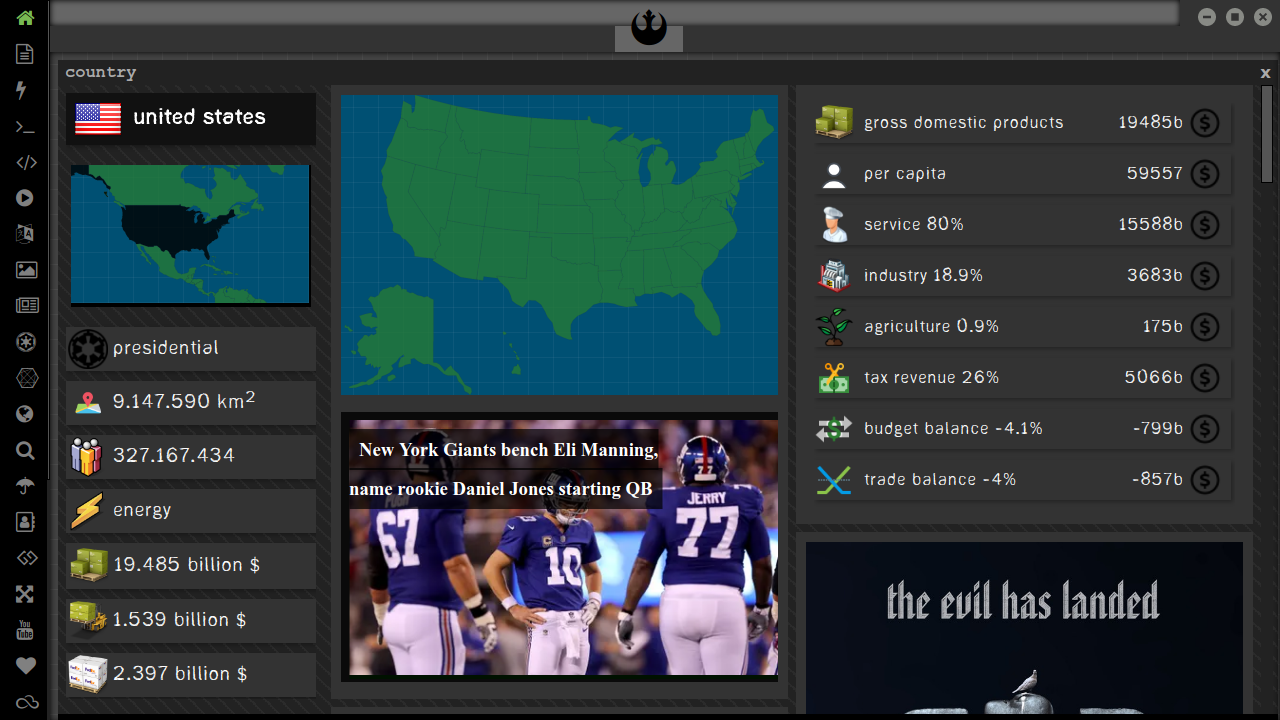 country
x
united states
presidential
9.147.590 km²
327.167.434
energy
19.485 billion $
1.539 billion $
FedEx FedEx
2.397 billion $
New York Giants bench Eli Manning,
name rookie Daniel Jones starting QB
67
10
C
JERRY
77
77
gross domestic products 19485b $
per capita 59557 $
service 80% 15588b $
industry 18.9% 3683b $
agriculture 0.9% 175b $
tax revenue 26% 5066b $
budget balance -4.1% -799b $
trade balance -4% -857b $
the evil has landed
You
Tube